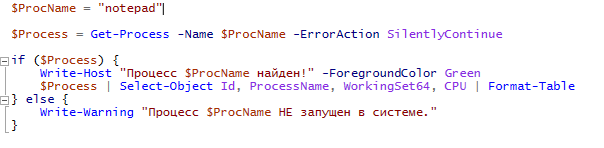 $ProcName = "notepad"
$Process = Get-Process -Name $ProcName -ErrorAction SilentlyContinue
if ($Process) {
    Write-Host "Процесс $ProcName найден!" -ForegroundColor Green
    $Process | Select-Object Id, ProcessName, WorkingSet64, CPU | Format-Table
} else {
    Write-Warning "Процесс $ProcName НЕ запущен в системе."
}